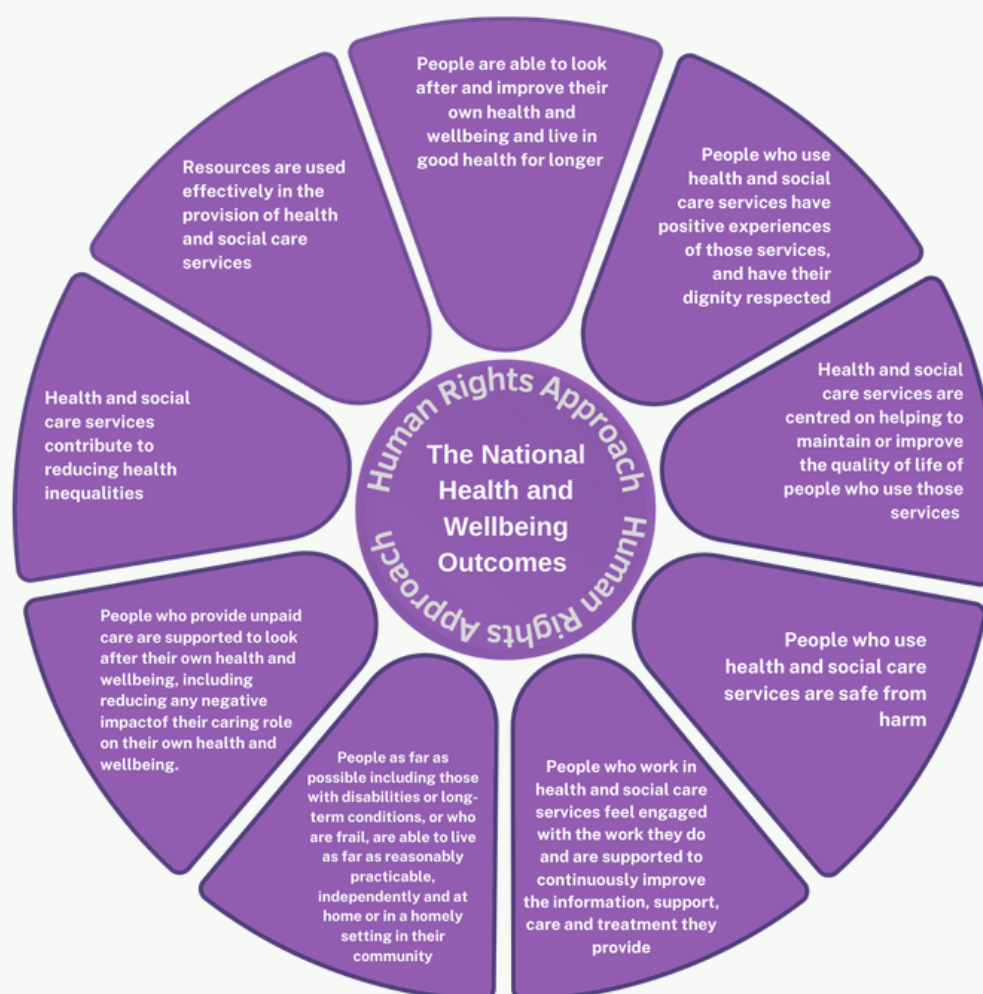 People are able to look
after and improve their
own health and
wellbeing and live in
good health for longer
People who use
health and social
care services have
positive experiences
of those services,
and have their
dignity respected
Health and social
care services are
centred on helping to
maintain or improve
the quality of life of
people who use those
services
People who use
health and social care
services are safe from
harm
People who work in
health and social care
services feel engaged
with the work they do
and are supported to
continuously improve
the information, support,
care and treatment they
provide
People as far as
possible including those
with disabilities or long-
term conditions, or who
are frail, are able to live
as far as reasonably
practicable,
independently and at
home or in a homely
setting in their
community
People who provide unpaid
care are supported to look
after their own health and
wellbeing, including
reducing any negative
impactof their caring role
on their own health and
wellbeing.
Health and social
care services
contribute to
reducing health
inequalities
Resources are used
effectively in the
provision of health
and social care
services
Human Rights Approach
The National
Health and
Wellbeing
Outcomes
Human Rights Approach